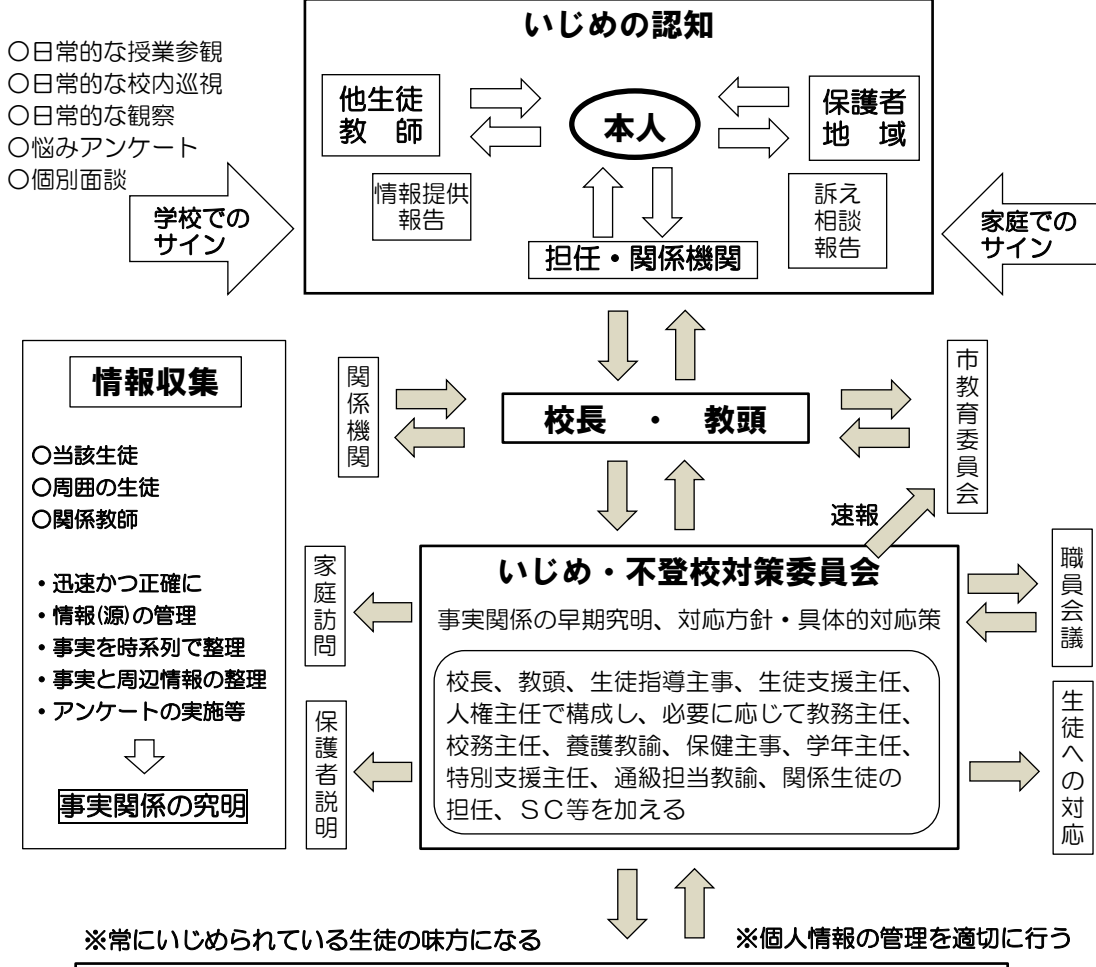 いじめの認知
○日常的な授業参観
○日常的な校内巡視
○日常的な観察
○悩みアンケート
○個別面談
他生徒
教　師
本人
保護者
地　域
学校での
サイン
情報提供
報告
訴え
相談
報告
家庭での
サイン
担任・関係機関
情報収集
○当該生徒
○周囲の生徒
○関係教師
・迅速かつ正確に
・情報(源)の管理
・事実を時系列で整理
・事実と周辺情報の整理
・アンケートの実施等
事実関係の究明
関係機関
校長　・　教頭
市教育委員会
速報
家庭訪問
保護者説明
いじめ・不登校対策委員会
事実関係の早期究明、対応方針・具体的対応策
校長、教頭、生徒指導主事、生徒支援主任、
人権主任で構成し、必要に応じて教務主任、
校務主任、養護教諭、保健主事、学年主任、
特別支援主任、通級担当教諭、関係生徒の
担任、ＳＣ等を加える
職員会議
生徒への対応
※常にいじめられている生徒の味方になる
※個人情報の管理を適切に行う